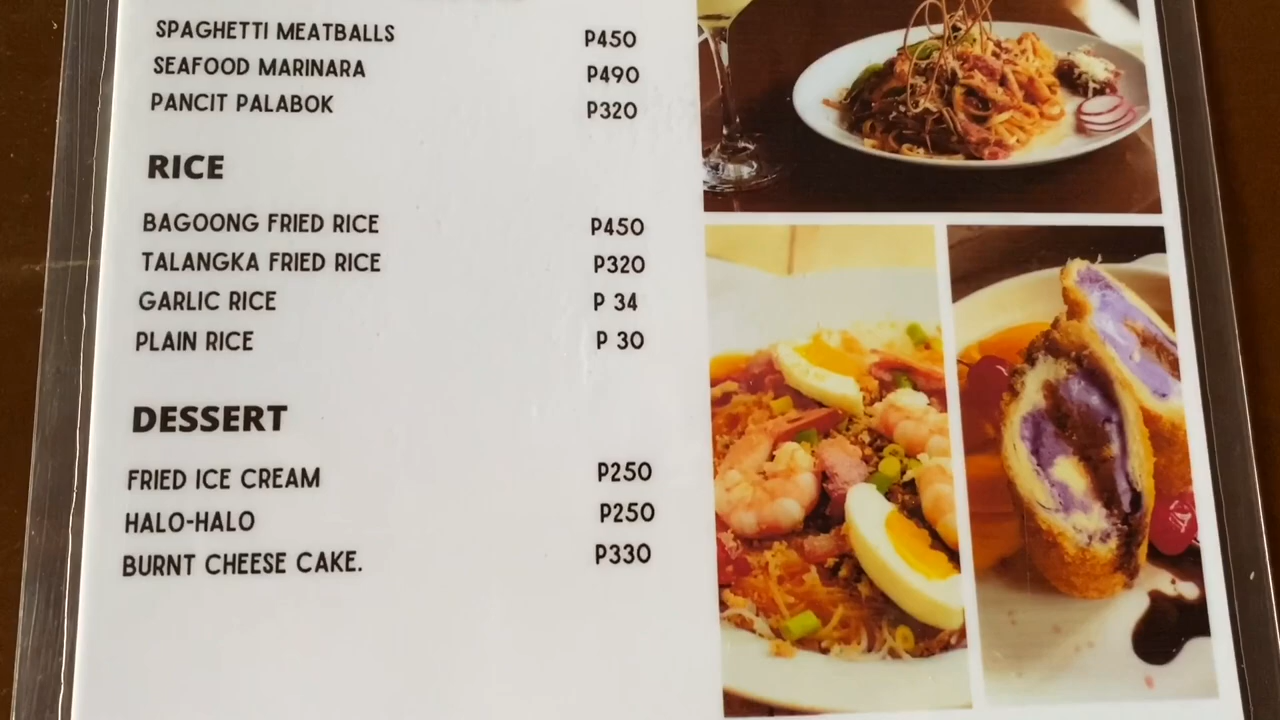 SPAGHETTI MEATBALLS P450
SEAFOOD MARINARA P490
PANCIT PALABOK P320
RICE
BAGOONG FRIED RICE P450
TALANGKA FRIED RICE P320
GARLIC RICE P 34
PLAIN RICE P 30
DESSERT
FRIED ICE CREAM P250
HALO-HALO P250
BURNT CHEESE CAKE. P330